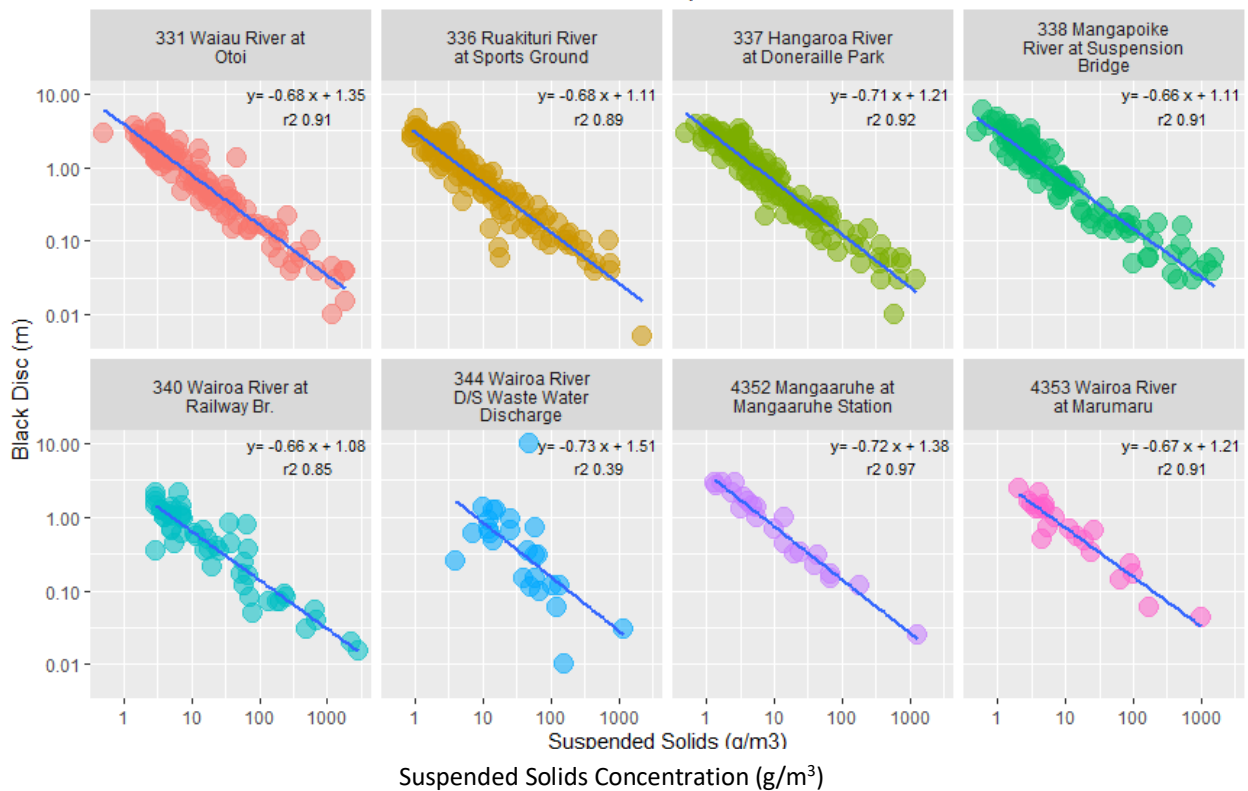 331 Waiau River at
Otoi
336 Ruakituri River
at Sports Ground
337 Hangaroa River
at Doneraille Park
338 Mangapoike
River at Suspension
Bridge
y= -0.68 x + 1.35
r2 0.91
y= -0.68 x + 1.11
r2 0.89
y= -0.71 x + 1.21
r2 0.92
y= -0.66 x + 1.11
r2 0.91
10.00
1.00
0.10
0.01
Black Disc (m)
340 Wairoa River at
Railway Br.
344 Wairoa River
D/S Waste Water
Discharge
4352 Mangaaruhe at
Mangaaruhe Station
4353 Wairoa River
at Marumaru
y= -0.66 x + 1.08
r2 0.85
y= -0.73 x + 1.51
r2 0.39
y= -0.72 x + 1.38
r2 0.97
y= -0.67 x + 1.21
r2 0.91
10.00
1.00
0.10
0.01
1 10 100 1000
1 10 100 1000
1 10 100 1000
1 10 100 1000
Suspended Solids (g/m3)
Suspended Solids Concentration (g/m³)